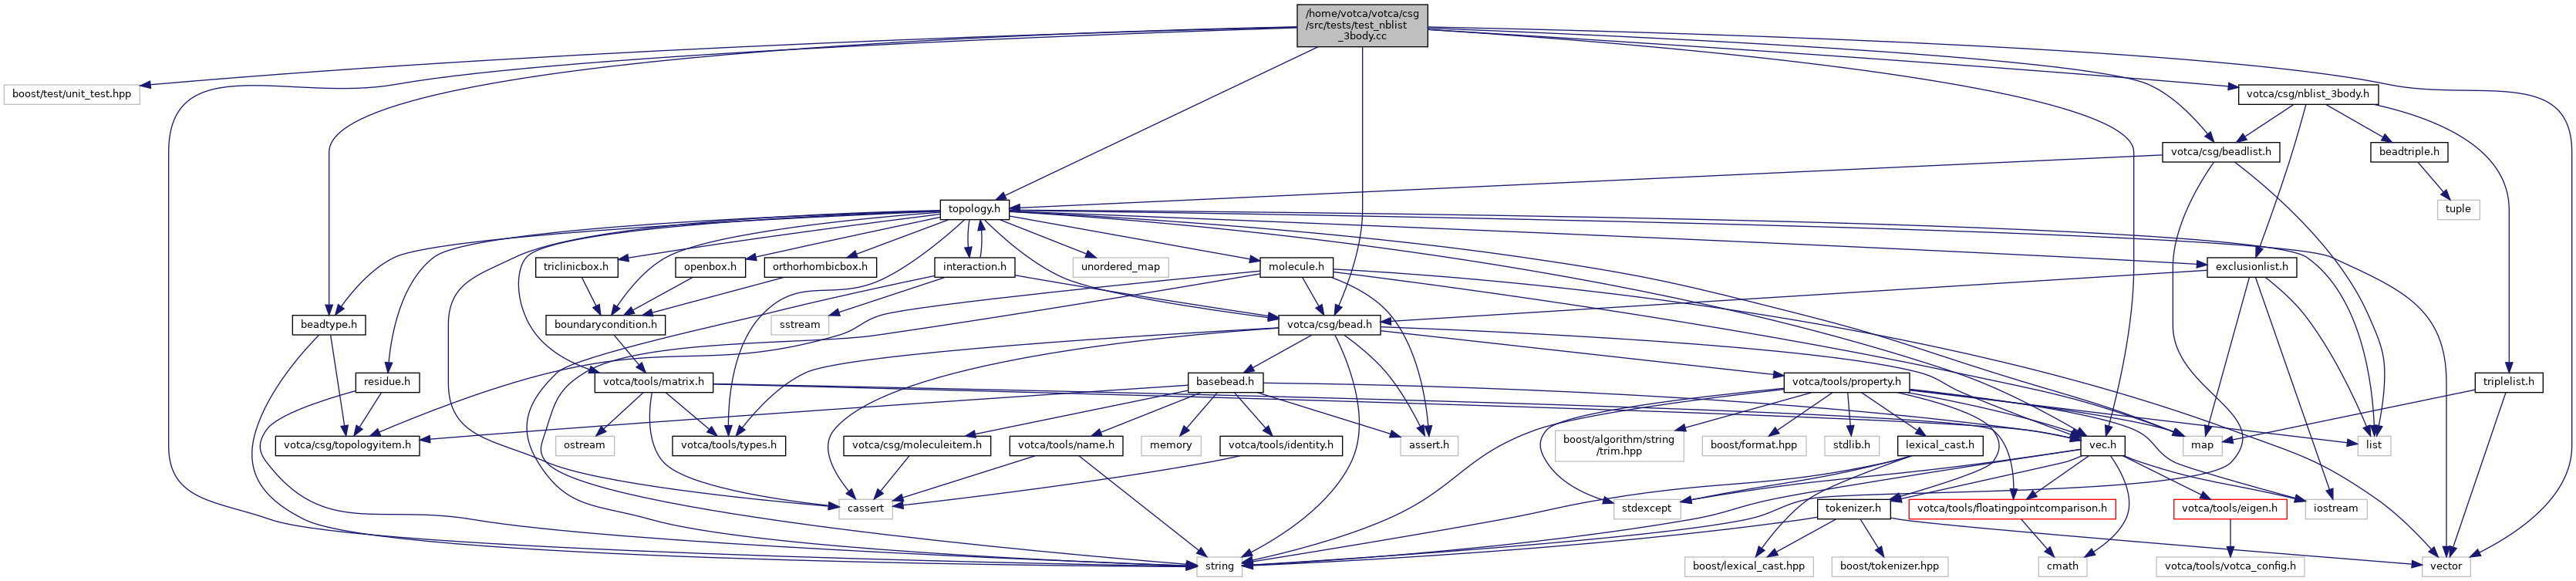 /home/votca/votca/csg
/src/tests/test_nblist
_3body.cc
boost/test/unit_test.hpp
votca/csg/nblist_3body.h
votca/csg/beadlist.h
beadtriple.h
tuple
topology.h
triclinicbox.h
openbox.h
orthorhombicbox.h
interaction.h
unordered_map
molecule.h
exclusionlist.h
beadtype.h
boundarycondition.h
sstream
votca/csg/bead.h
residue.h
votca/tools/matrix.h
basebead.h
votca/tools/property.h
triplelist.h
votca/csg/topologyitem.h
ostream
votca/tools/types.h
votca/csg/moleculeitem.h
votca/tools/name.h
memory
votca/tools/identity.h
assert.h
boost/algorithm/string
/trim.hpp
boost/format.hpp
stdlib.h
lexical_cast.h
vec.h
map
list
cassert
stdexcept
tokenizer.h
votca/tools/floatingpointcomparison.h
votca/tools/eigen.h
iostream
string
boost/lexical_cast.hpp
boost/tokenizer.hpp
cmath
votca/tools/votca_config.h
vector